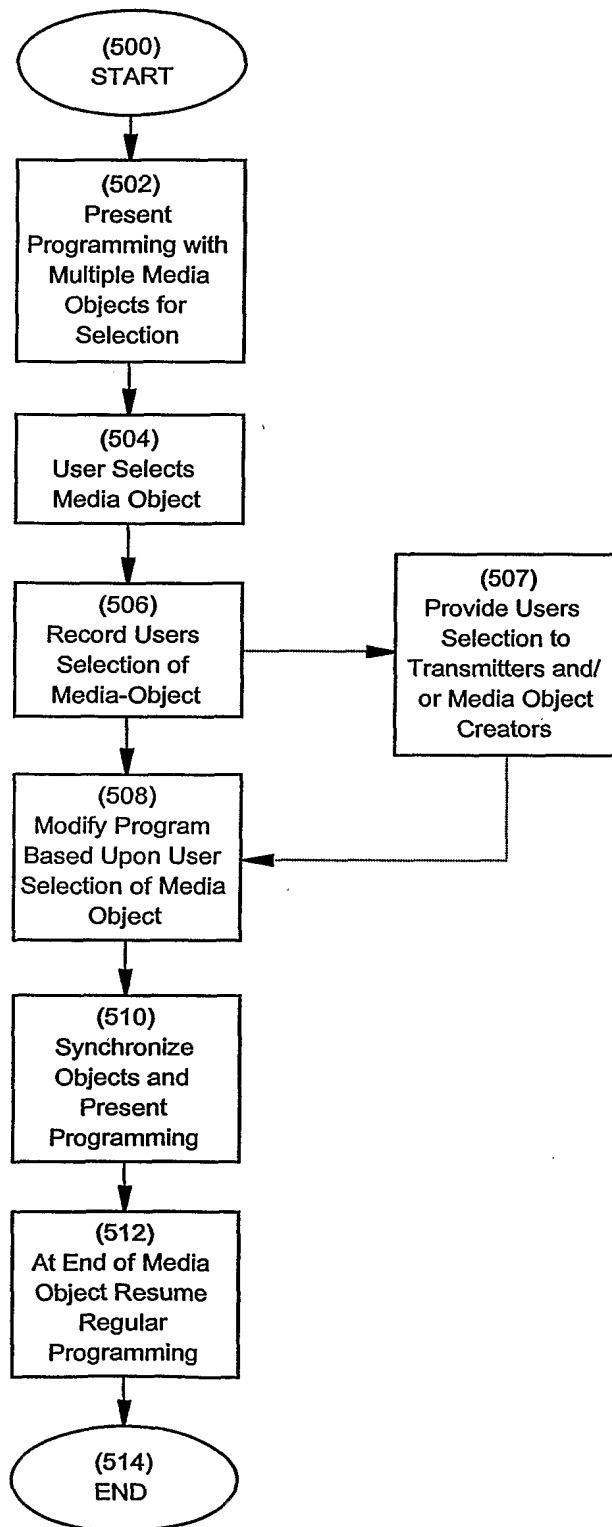 (500)
START
(502)
Present
Programming with
Multiple Media
Objects for
Selection
(504)
User Selects
Media Object
(506)
Record Users
Selection of
Media-Object
(507)
Provide Users
Selection to
Transmitters and/
or Media Object
Creators
(508)
Modify Program
Based Upon User
Selection of Media
Object
(510)
Synchronize
Objects and
Present
Programming
(512)
At End of Media
Object Resume
Regular
Programming
(514)
END